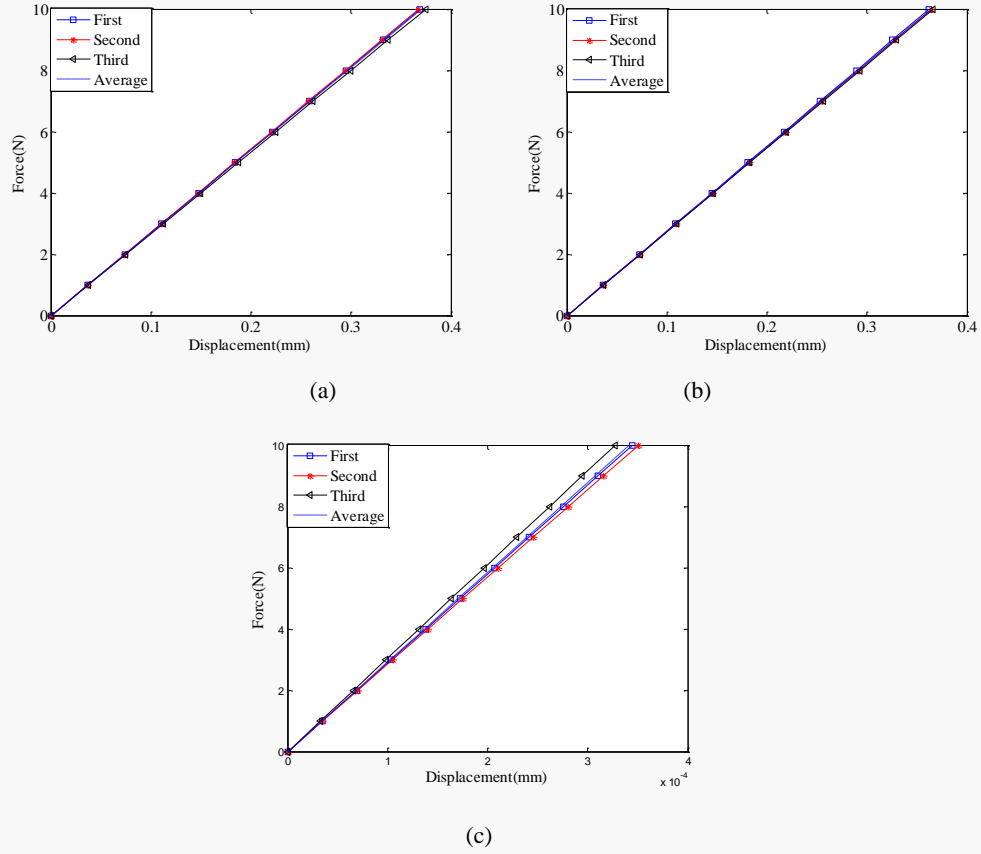 10
8
6
4
2
0
Force(N)
First
Second
Third
Average
0 0.1 0.2 0.3 0.4
Displacement(mm)
(a)
10
8
6
4
2
0
Force(N)
First
Second
Third
Average
0 0.1 0.2 0.3 0.4
Displacement(mm)
(b)
10
8
6
4
2
0
Force(N)
First
Second
Third
Average
0 1 2 3 4
Displacement(mm)
x 10^-4
(c)